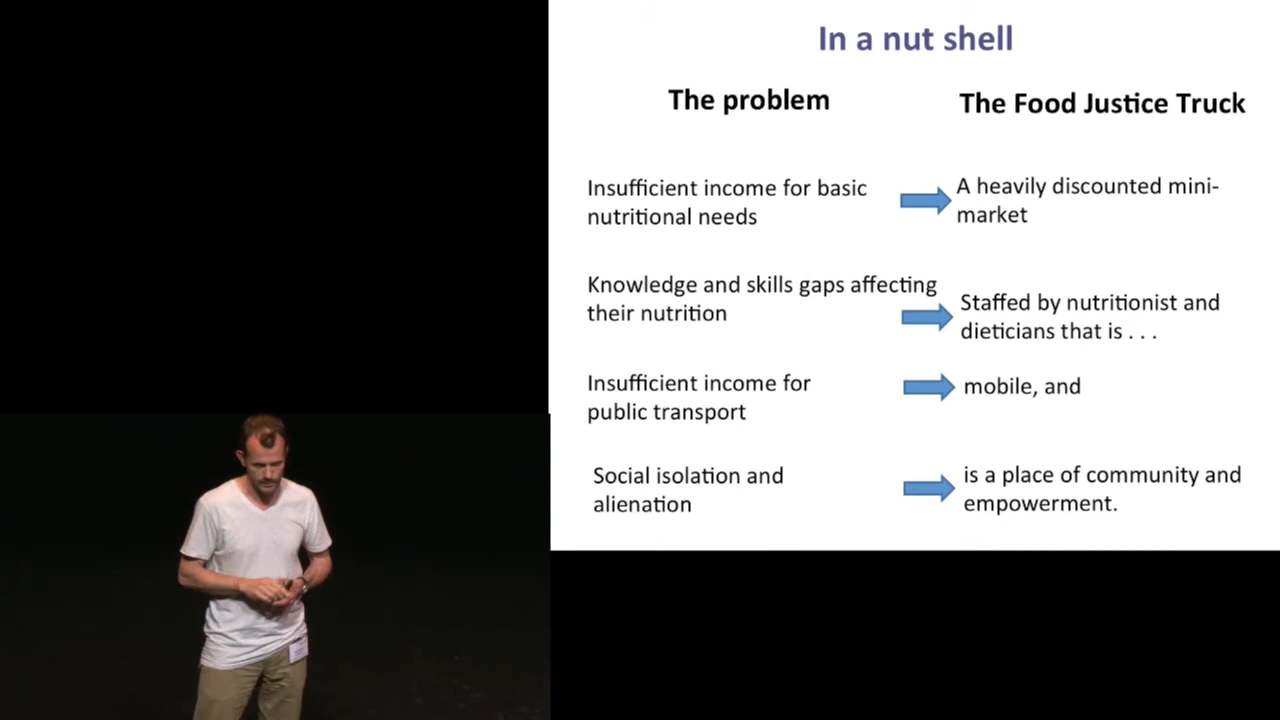 In a nut shell
The problem
The Food Justice Truck
Insufficient income for basic
nutritional needs
A heavily discounted mini-
market
Knowledge and skills gaps affecting
their nutrition
Staffed by nutritionist and
dieticians that is . . .
Insufficient income for
public transport
mobile, and
Social isolation and
alienation
is a place of community and
empowerment.